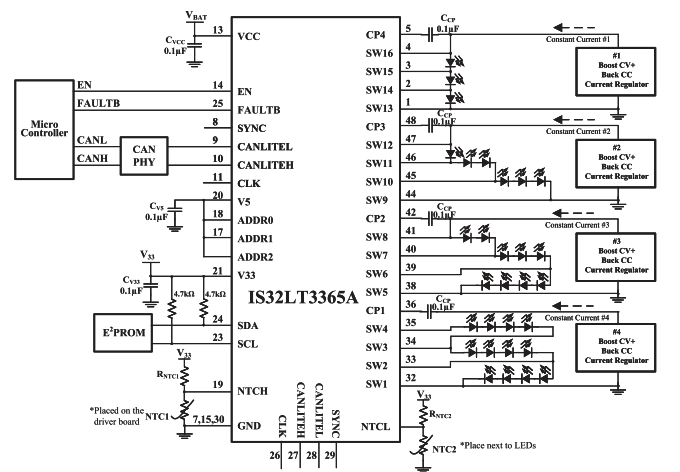 VBAT
CVCC
0.1µF
13
VCC
Micro
Controller
EN
14
EN
FAULTB
25
FAULTB
8
SYNC
CANL
CAN
PHY
9
CANLITEL
CANH
10
CANLITEH
11
CLK
20
V5
CV5
0.1µF
18
ADDR0
17
ADDR1
ADDR2
V33
21
V33
CV33
0.1µF
4.7kΩ
4.7kΩ
IS32LT3365A
E²PROM
24
SDA
23
SCL
V33
RNTC1
19
NTCH
*Placed on the
driver board
NTC1
7,15,30
GND
CLK
CANLITEH
CANLITEL
SYNC
26
27
28
29
CP4
5
CCP
0.1µF
Constant Current #1
SW16
4
SW15
3
SW14
2
SW13
1
#1
Boost CV+
Buck CC
Current Regulator
CP3
48
CCP
0.1µF
Constant Current #2
SW12
47
SW11
46
SW10
45
SW9
44
#2
Boost CV+
Buck CC
Current Regulator
CP2
42
CCP
0.1µF
Constant Current #3
SW8
41
SW7
40
SW6
39
SW5
38
#3
Boost CV+
Buck CC
Current Regulator
CP1
36
CCP
0.1µF
Constant Current #4
SW4
35
SW3
34
SW2
33
SW1
32
#4
Boost CV+
Buck CC
Current Regulator
V33
RNTC2
NTCL
NTC2
*Place next to LEDs